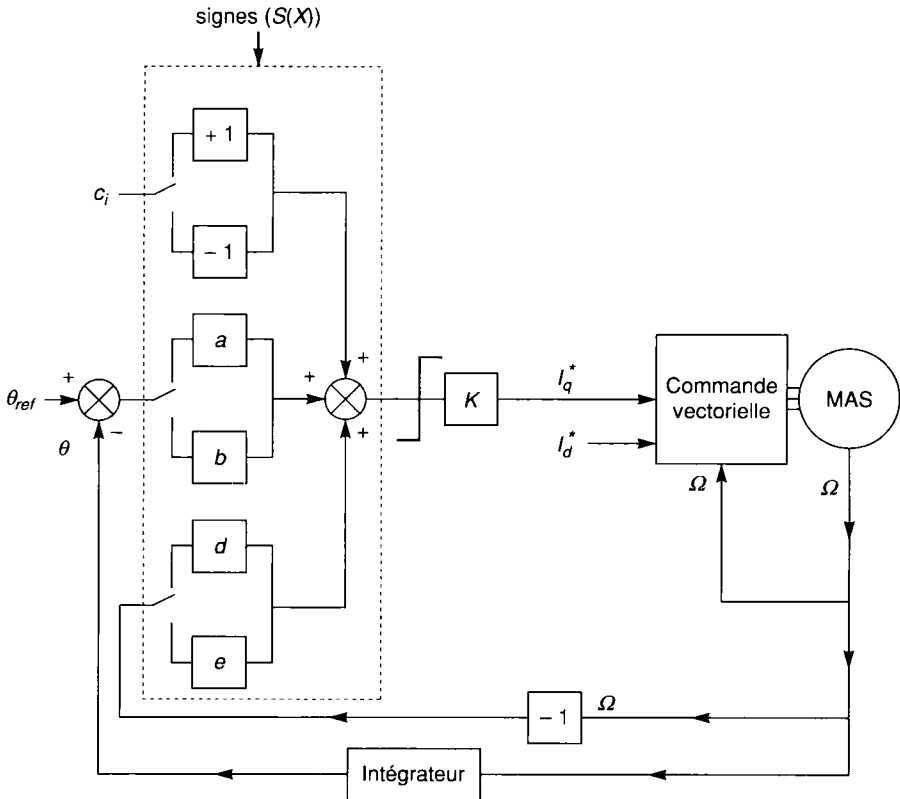 signes (S(X))
+ 1
c_i
− 1
a
+
θ_ref
+
+
−
θ
b
+
K
I_q^*
I_d^*
Commande
vectorielle
MAS
Ω
Ω
d
e
− 1
Ω
Intégrateur